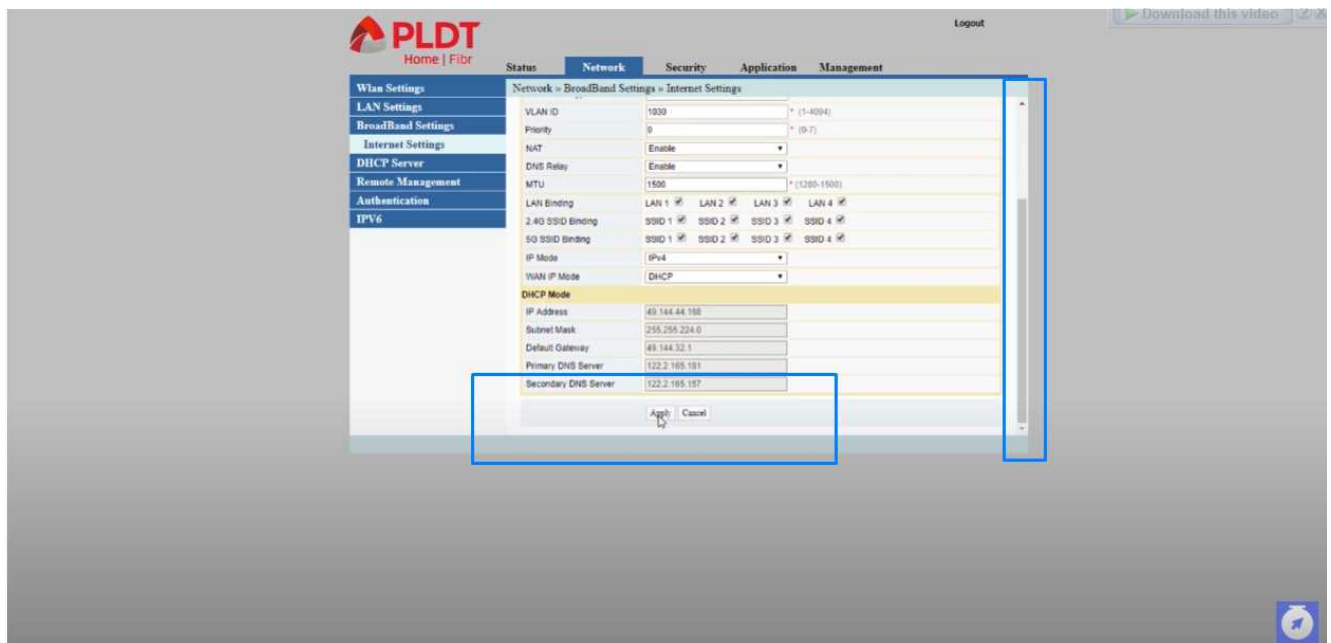 Download this video
PLDT
Home | Fibr
Logout
Status Network Security Application Management
Wlan Settings
LAN Settings
BroadBand Settings
Internet Settings
DHCP Server
Remote Management
Authentication
IPV6
Network » BroadBand Settings » Internet Settings
VLAN ID 1030 * (1-4094)
Priority 0 * (0-7)
NAT Enable
DNS Relay Enable
MTU 1500 * (1280-1500)
LAN Binding LAN 1 LAN 2 LAN 3 LAN 4
2.4G SSID Binding SSID 1 SSID 2 SSID 3 SSID 4
5G SSID Binding SSID 1 SSID 2 SSID 3 SSID 4
IP Mode IPv4
WAN IP Mode DHCP
DHCP Mode
IP Address 49.144.44.168
Subnet Mask 255.255.224.0
Default Gateway 49.144.32.1
Primary DNS Server 122.2.165.181
Secondary DNS Server 122.2.165.157
Apply Cancel